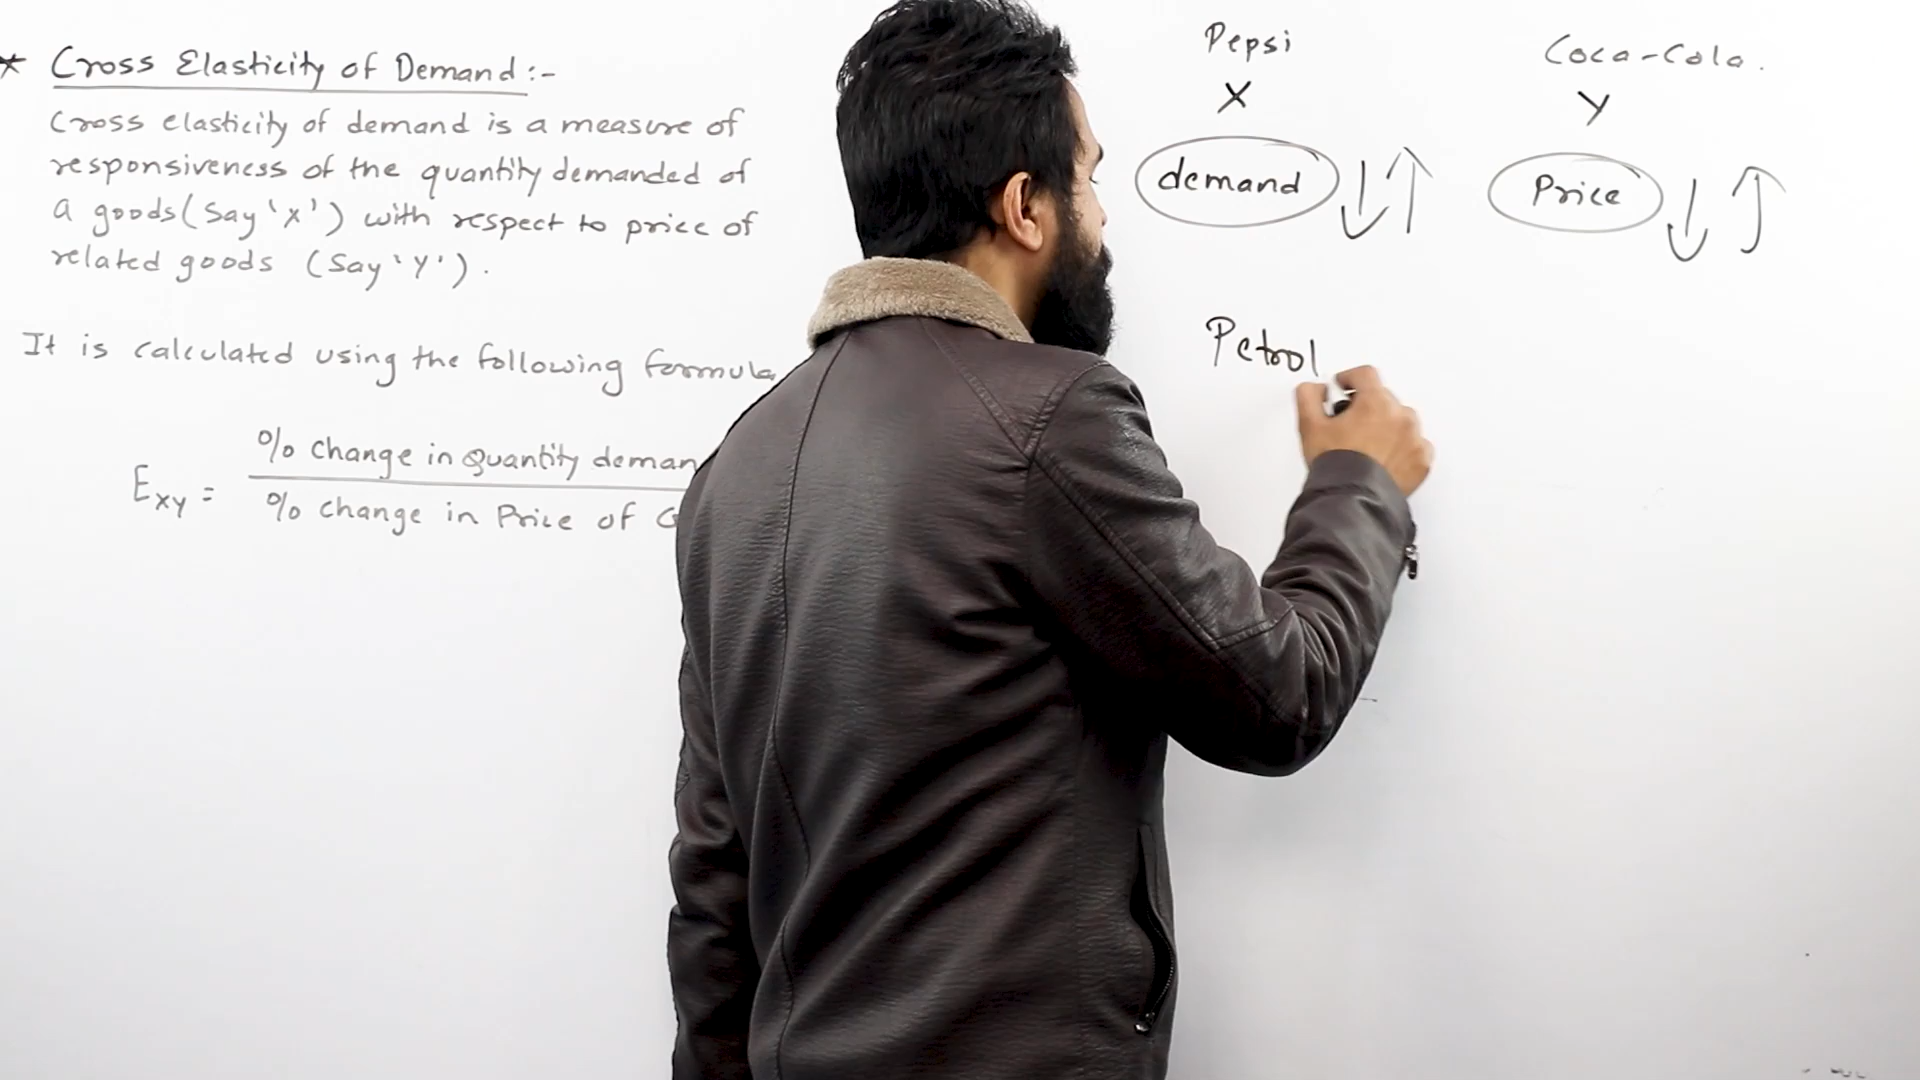 * Cross Elasticity of Demand :-
Cross elasticity of demand is a measure of
responsiveness of the quantity demanded of
a goods (Say 'X') with respect to price of
related goods (Say 'Y').
It is calculated using the following formula
Exy = % Change in Quantity deman
% Change in Price of G
Pepsi
X
demand ↓ ↑
Coca-Cola.
Y
Price ↓ ↑
Petrol